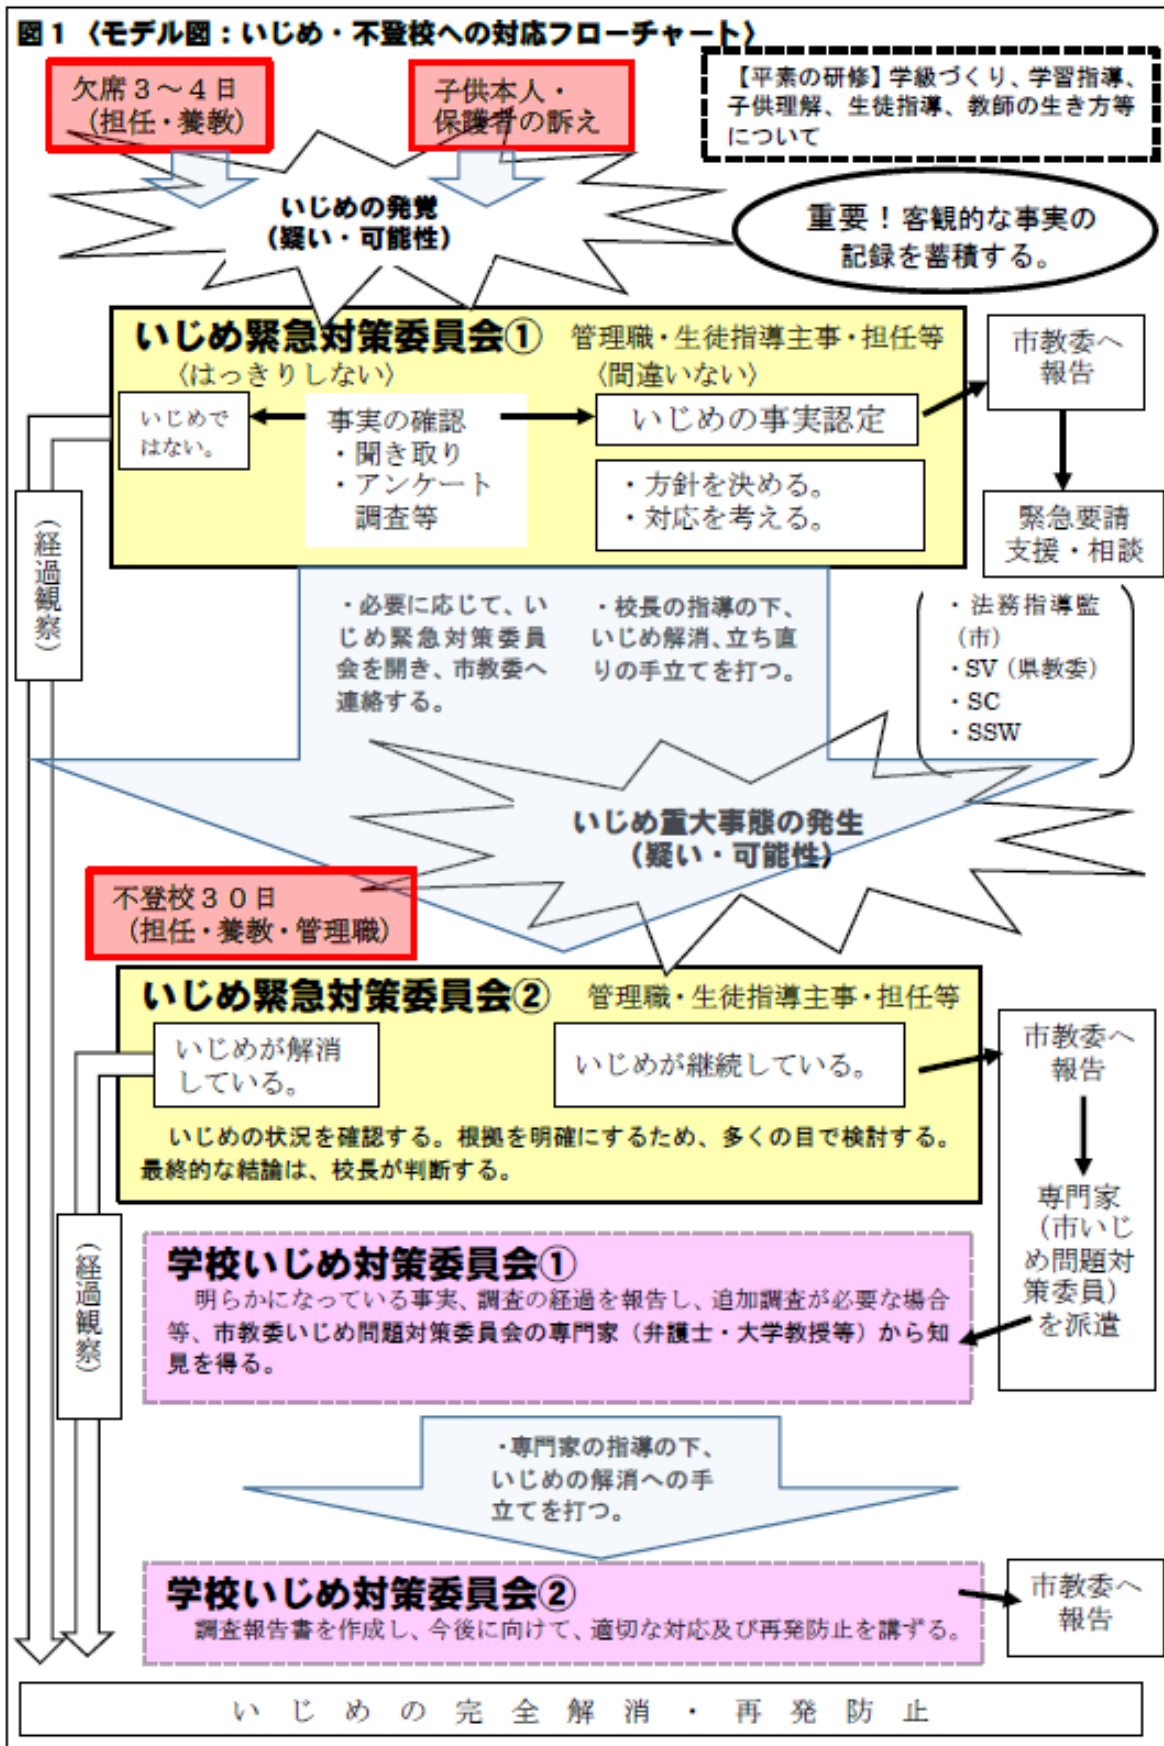 図１〈モデル図：いじめ・不登校への対応フローチャート〉
欠席３～４日
（担任・養教）
子供本人・
保護者の訴え
【平素の研修】学級づくり、学習指導、
子供理解、生徒指導、教師の生き方等
について
いじめの発覚
（疑い・可能性）
重要！客観的な事実の
記録を蓄積する。
いじめ緊急対策委員会①
管理職・生徒指導主事・担任等
〈はっきりしない〉
〈間違いない〉
いじめで
はない。
事実の確認
・聞き取り
・アンケート
調査等
いじめの事実認定
・方針を決める。
・対応を考える。
市教委へ
報告
緊急要請
支援・相談
・法務指導監
（市）
・SV（県教委）
・SC
・SSW
（経過観察）
・必要に応じて、い
じめ緊急対策委員
会を開き、市教委へ
連絡する。
・校長の指導の下、
いじめ解消、立ち直
りの手立てを打つ。
いじめ重大事態の発生
（疑い・可能性）
不登校３０日
（担任・養教・管理職）
いじめ緊急対策委員会②
管理職・生徒指導主事・担任等
いじめが解消
している。
いじめが継続している。
いじめの状況を確認する。根拠を明確にするため、多くの目で検討する。
最終的な結論は、校長が判断する。
市教委へ
報告
専門家
（市いじ
め問題対
策委員）
を派遣
（経過観察）
学校いじめ対策委員会①
明らかになっている事実、調査の経過を報告し、追加調査が必要な場合
等、市教委いじめ問題対策委員会の専門家（弁護士・大学教授等）から知
見を得る。
・専門家の指導の下、
いじめの解消への手
立てを打つ。
学校いじめ対策委員会②
調査報告書を作成し、今後に向けて、適切な対応及び再発防止を講ずる。
市教委へ
報告
いじめの完全解消・再発防止